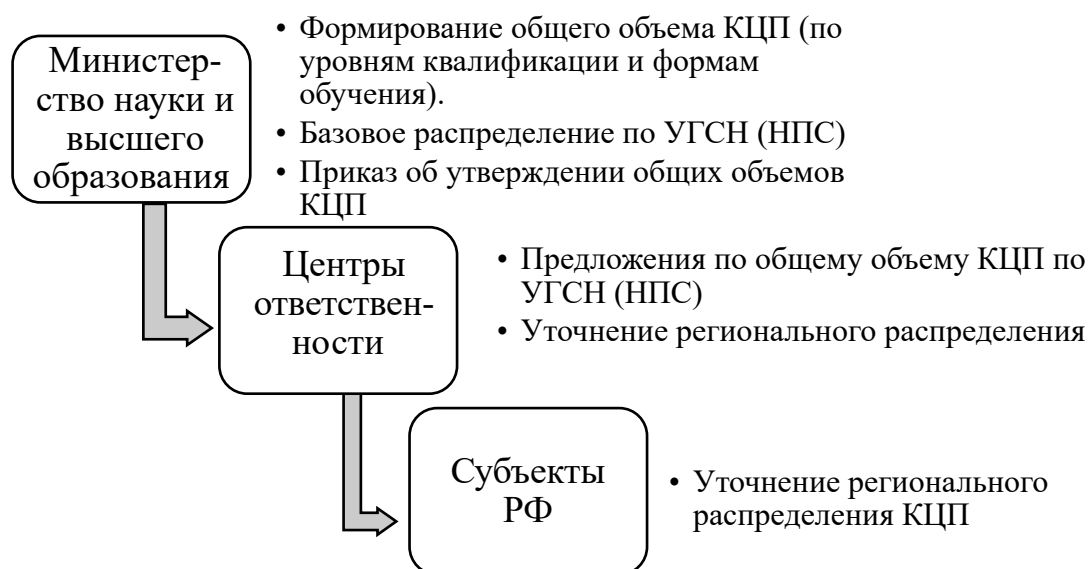 Министер-
ство науки и
высшего
образования
• Формирование общего объема КЦП (по
уровням квалификации и формам
обучения).
• Базовое распределение по УГСН (НПС)
• Приказ об утверждении общих объемов
КЦП
Центры
ответствен-
ности
• Предложения по общему объему КЦП по
УГСН (НПС)
• Уточнение регионального распределения
Субъекты
РФ
• Уточнение регионального
распределения КЦП